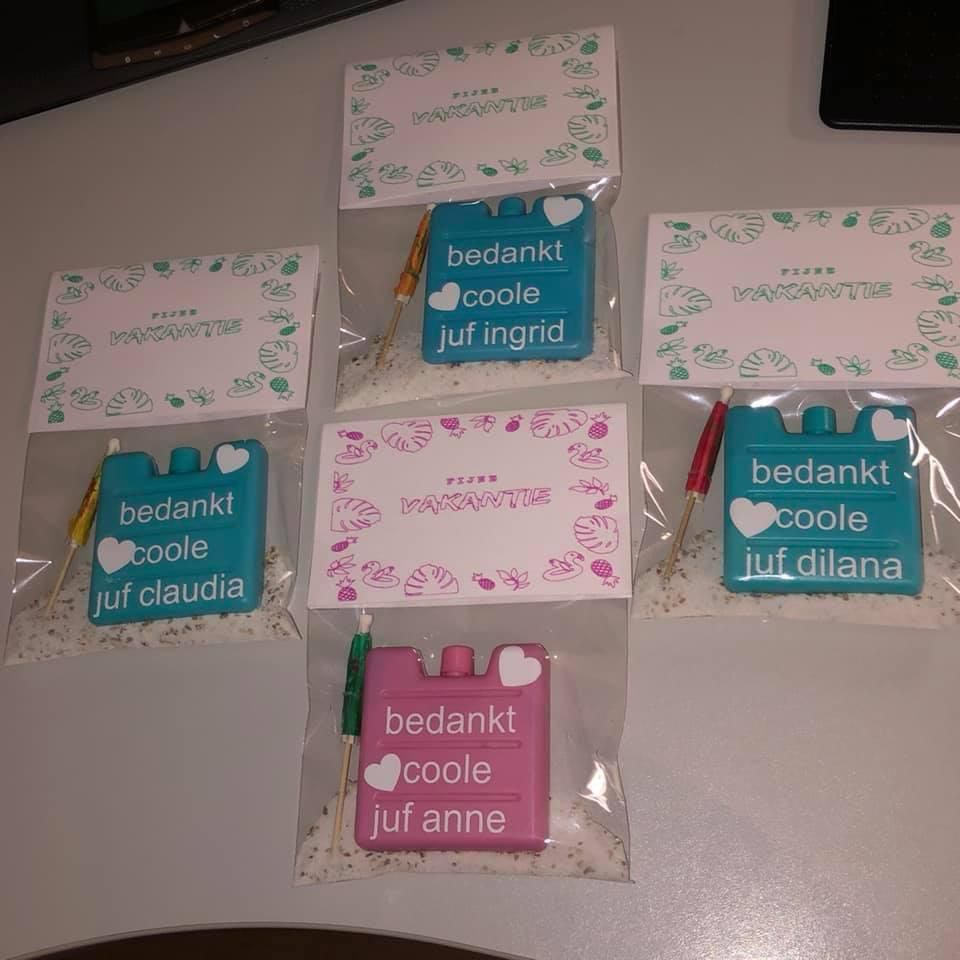 FIJNE
VAKANTIE
bedankt
coole
juf ingrid
FIJNE
VAKANTIE
bedankt
coole
juf claudia
FIJNE
VAKANTIE
bedankt
coole
juf dilana
FIJNE
VAKANTIE
bedankt
coole
juf anne